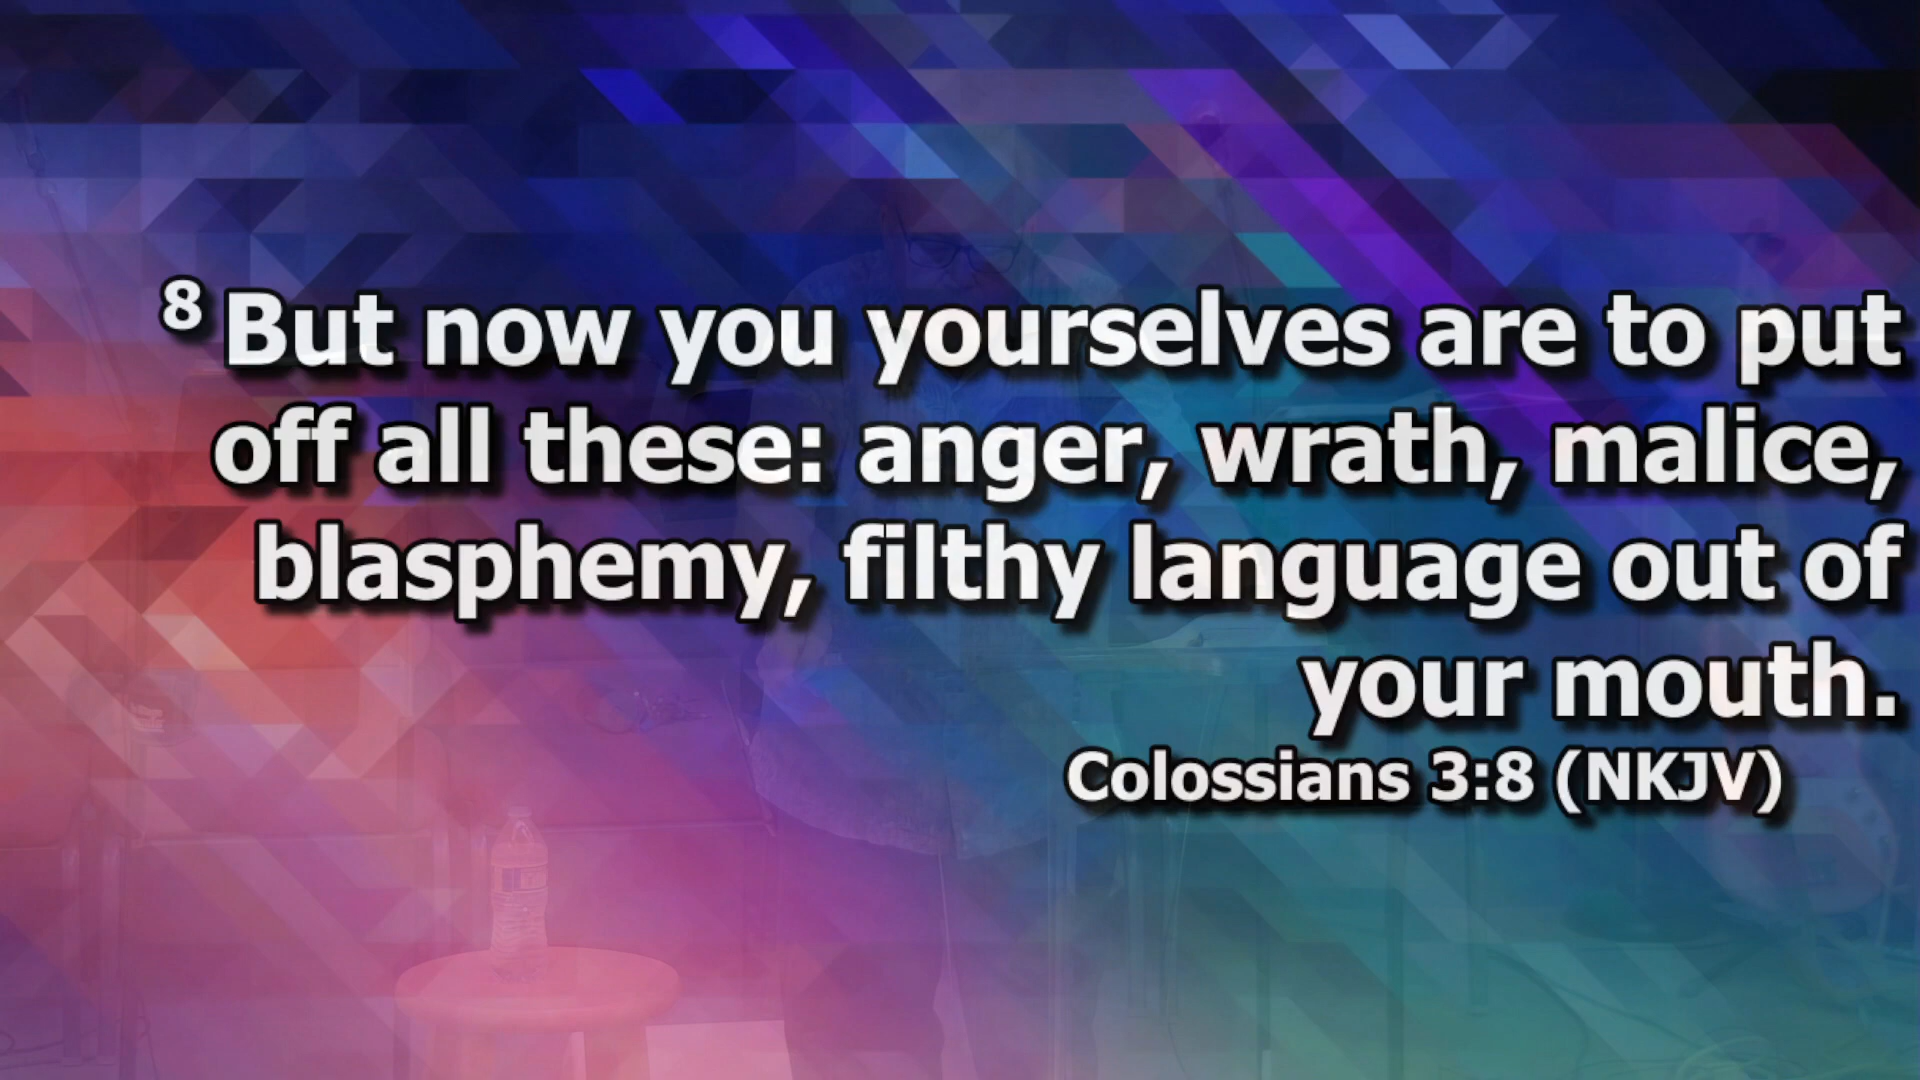 8 But now you yourselves are to put
off all these: anger, wrath, malice,
blasphemy, filthy language out of
your mouth.
Colossians 3:8 (NKJV)